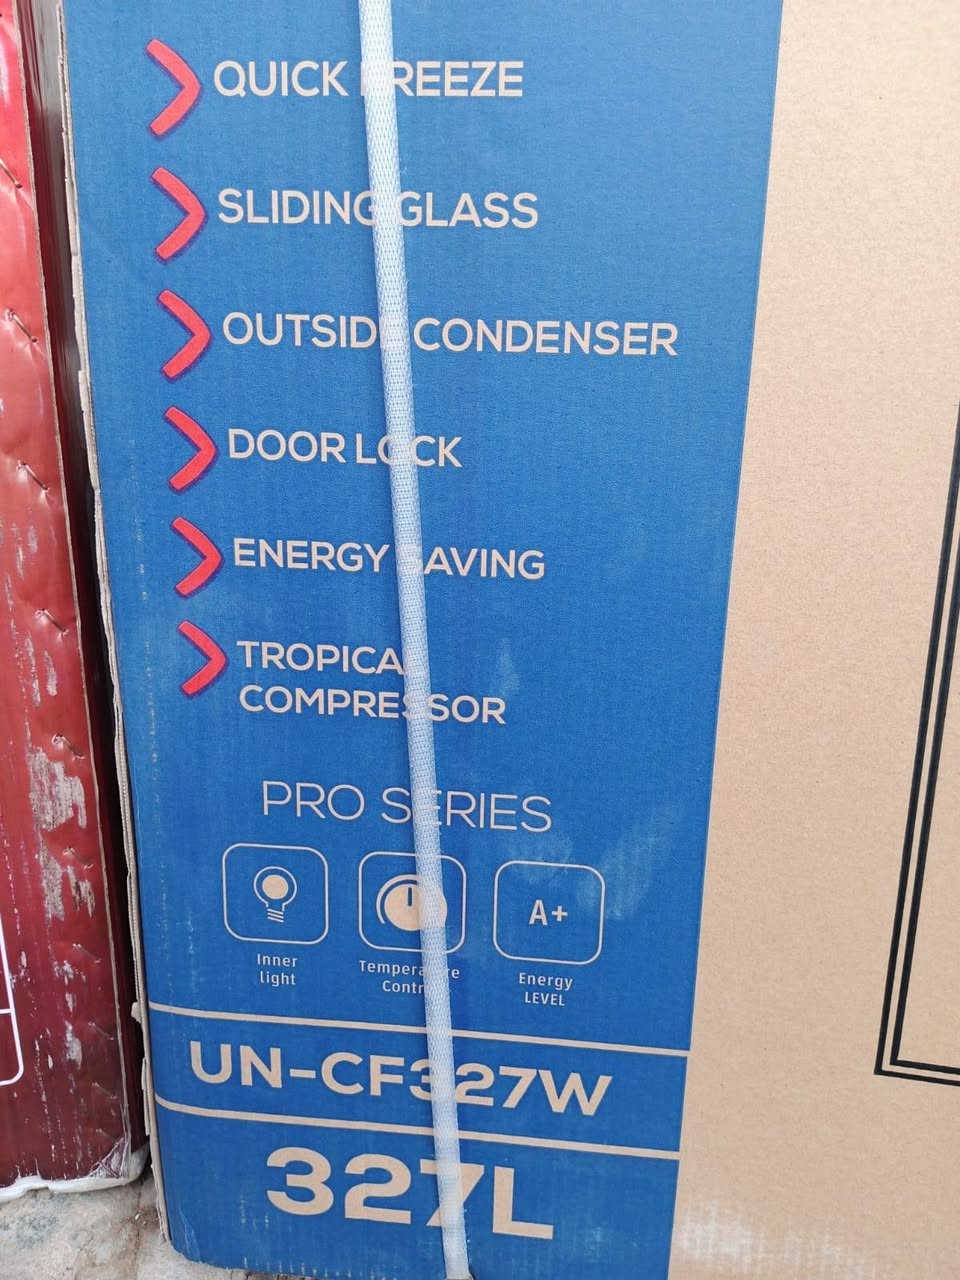 QUICK FREEZE
SLIDING GLASS
OUTSIDE CONDENSER
DOOR LOCK
ENERGY SAVING
TROPICAL
COMPRESSOR
PRO SERIES
A+
Inner
light
Temperature
Control
Energy
LEVEL
UN-CF327W
327L